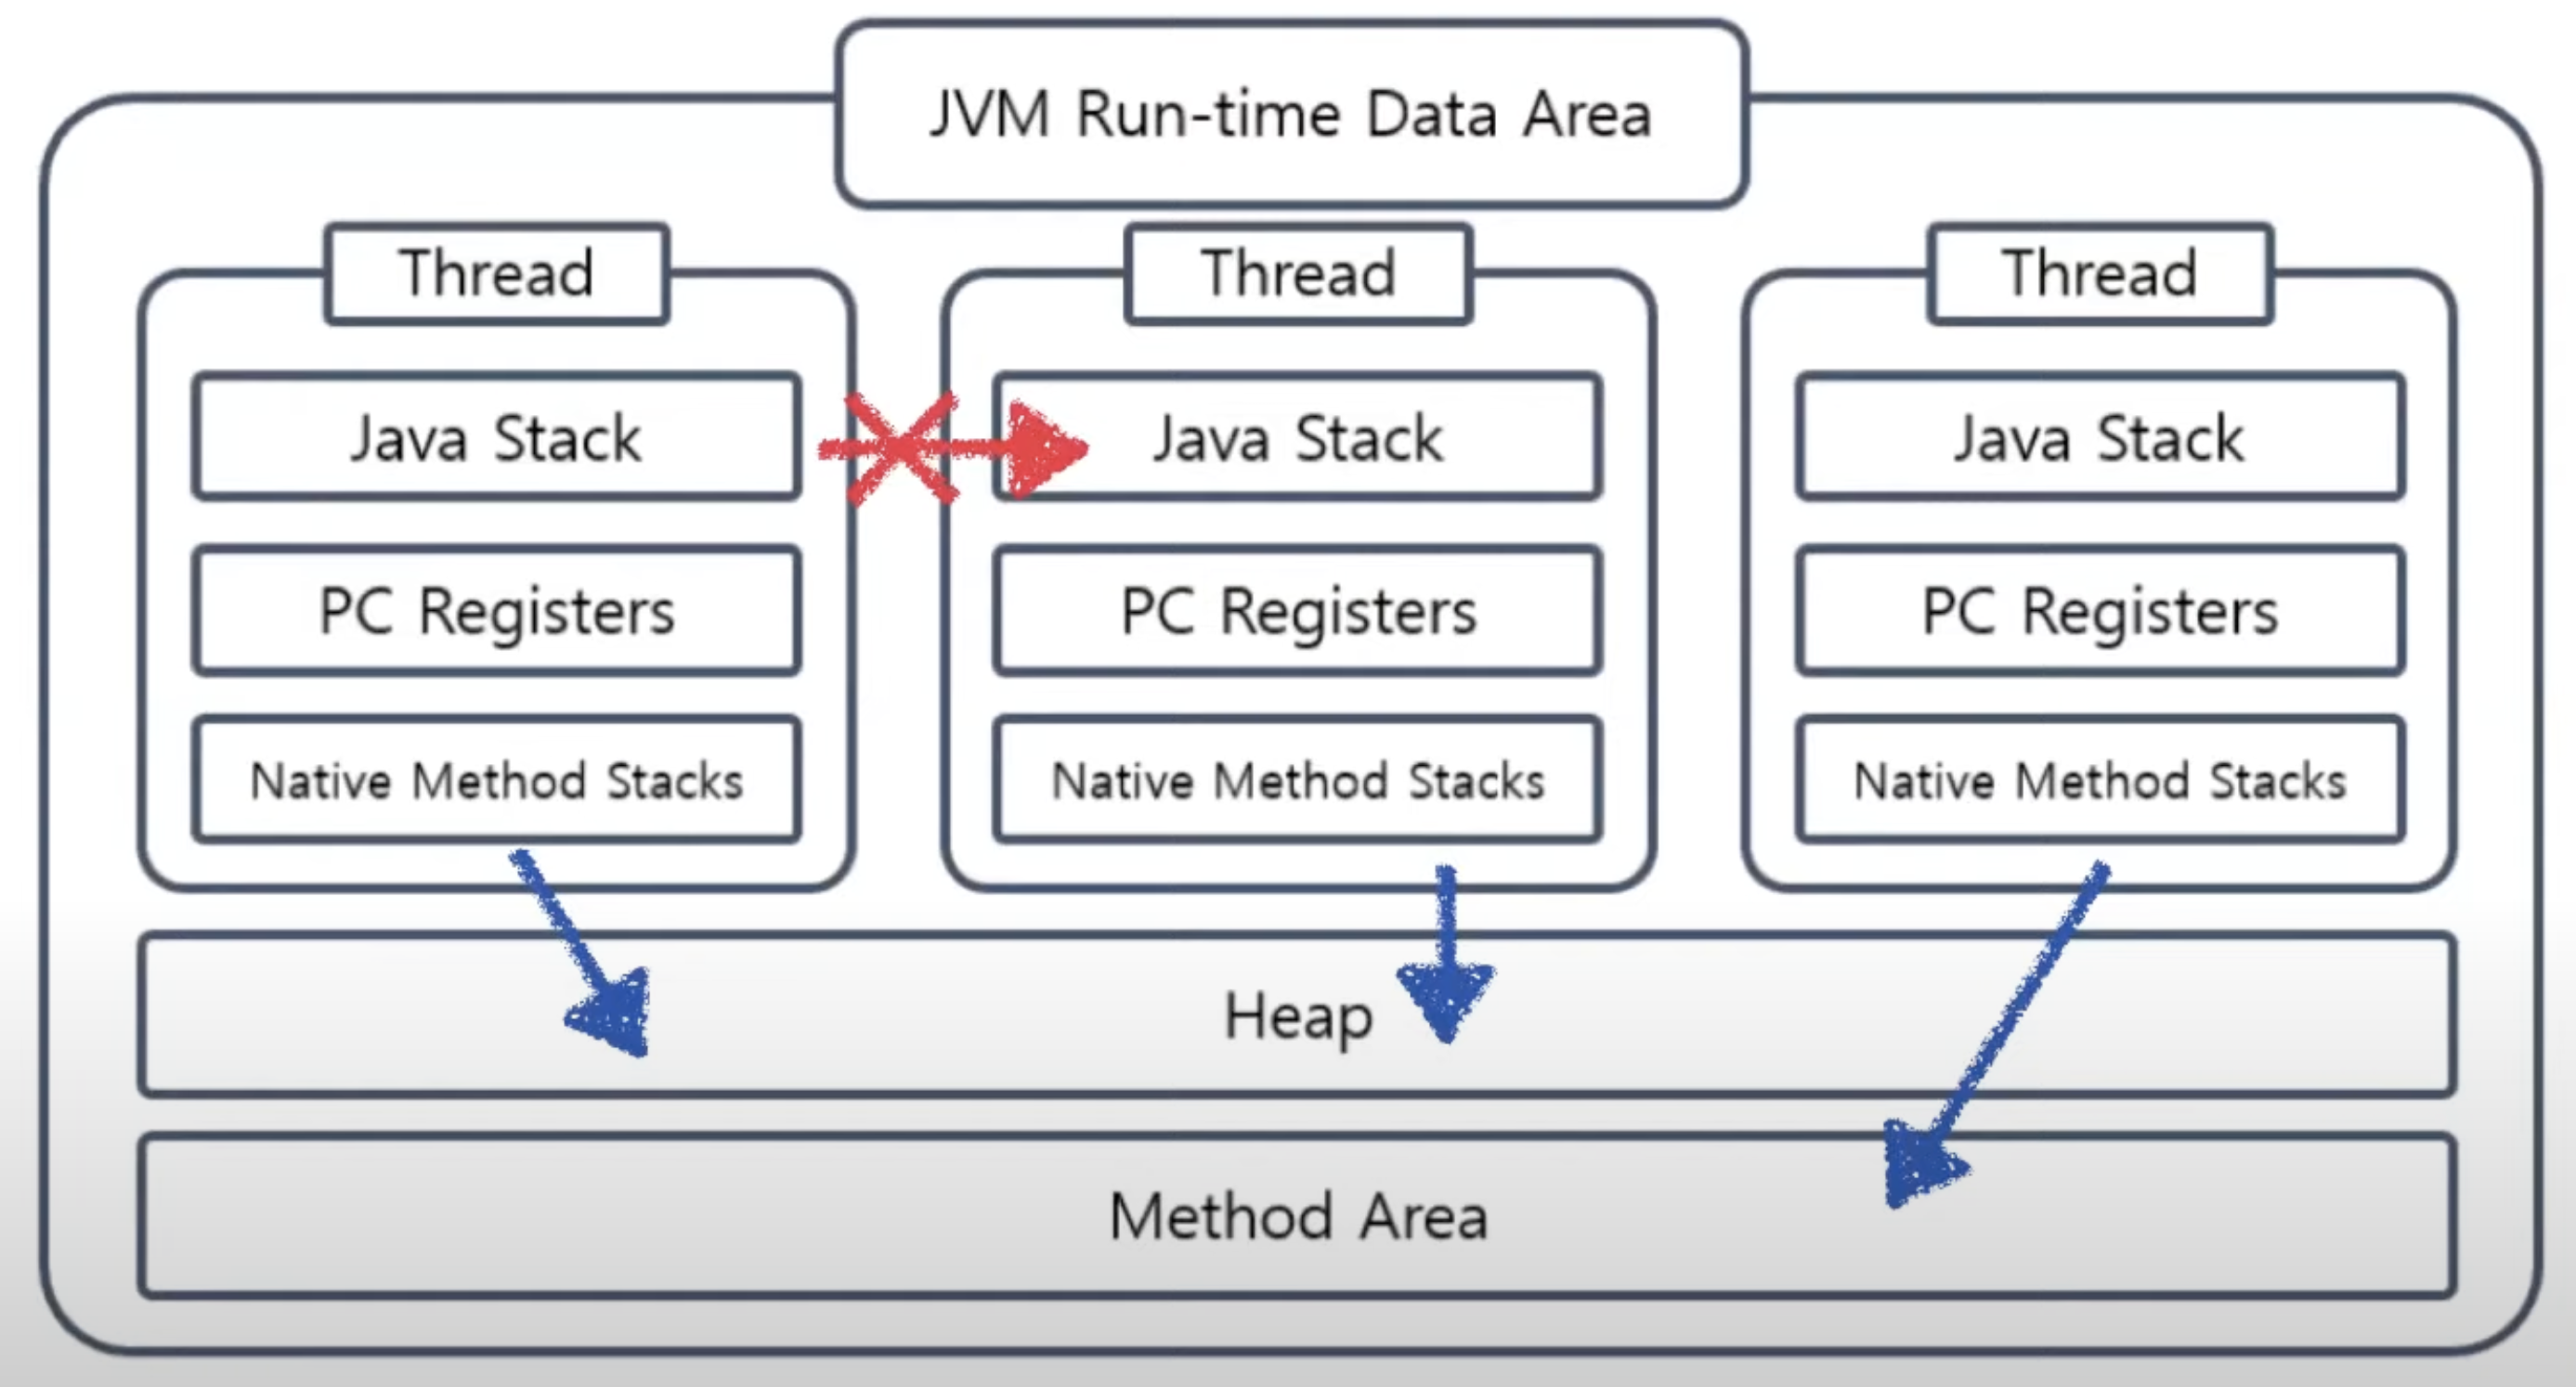 JVM Run-time Data Area
Thread
Thread
Thread
Java Stack
Java Stack
Java Stack
PC Registers
PC Registers
PC Registers
Native Method Stacks
Native Method Stacks
Native Method Stacks
Heap
Method Area